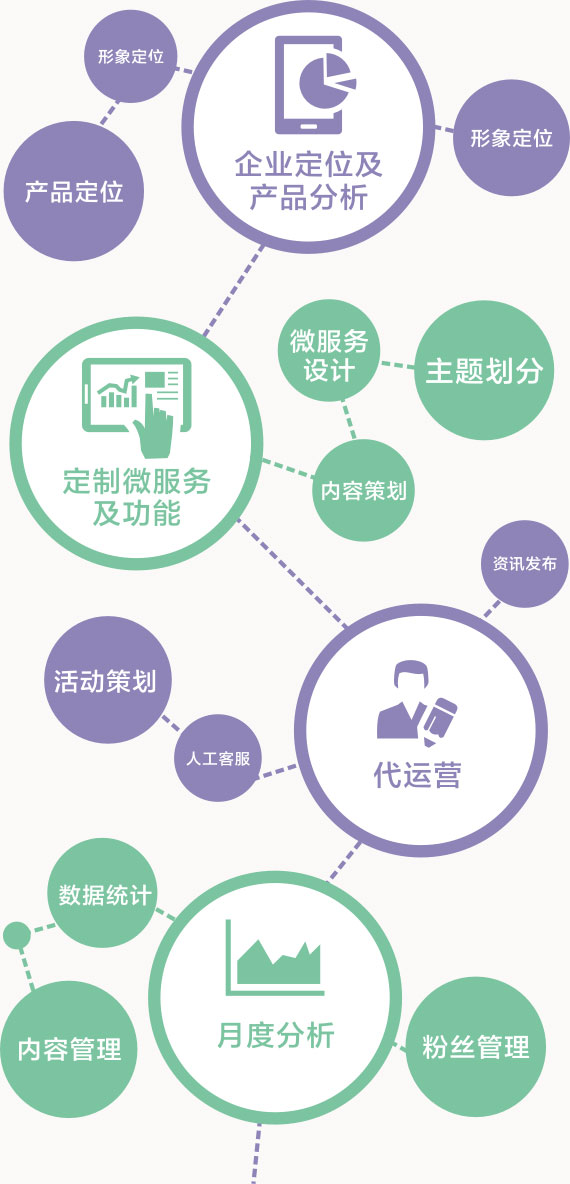 形象定位
产品定位
企业定位及
产品分析
形象定位
微服务
设计
主题划分
定制微服务
及功能
内容策划
资讯发布
活动策划
人工客服
代运营
数据统计
内容管理
月度分析
粉丝管理